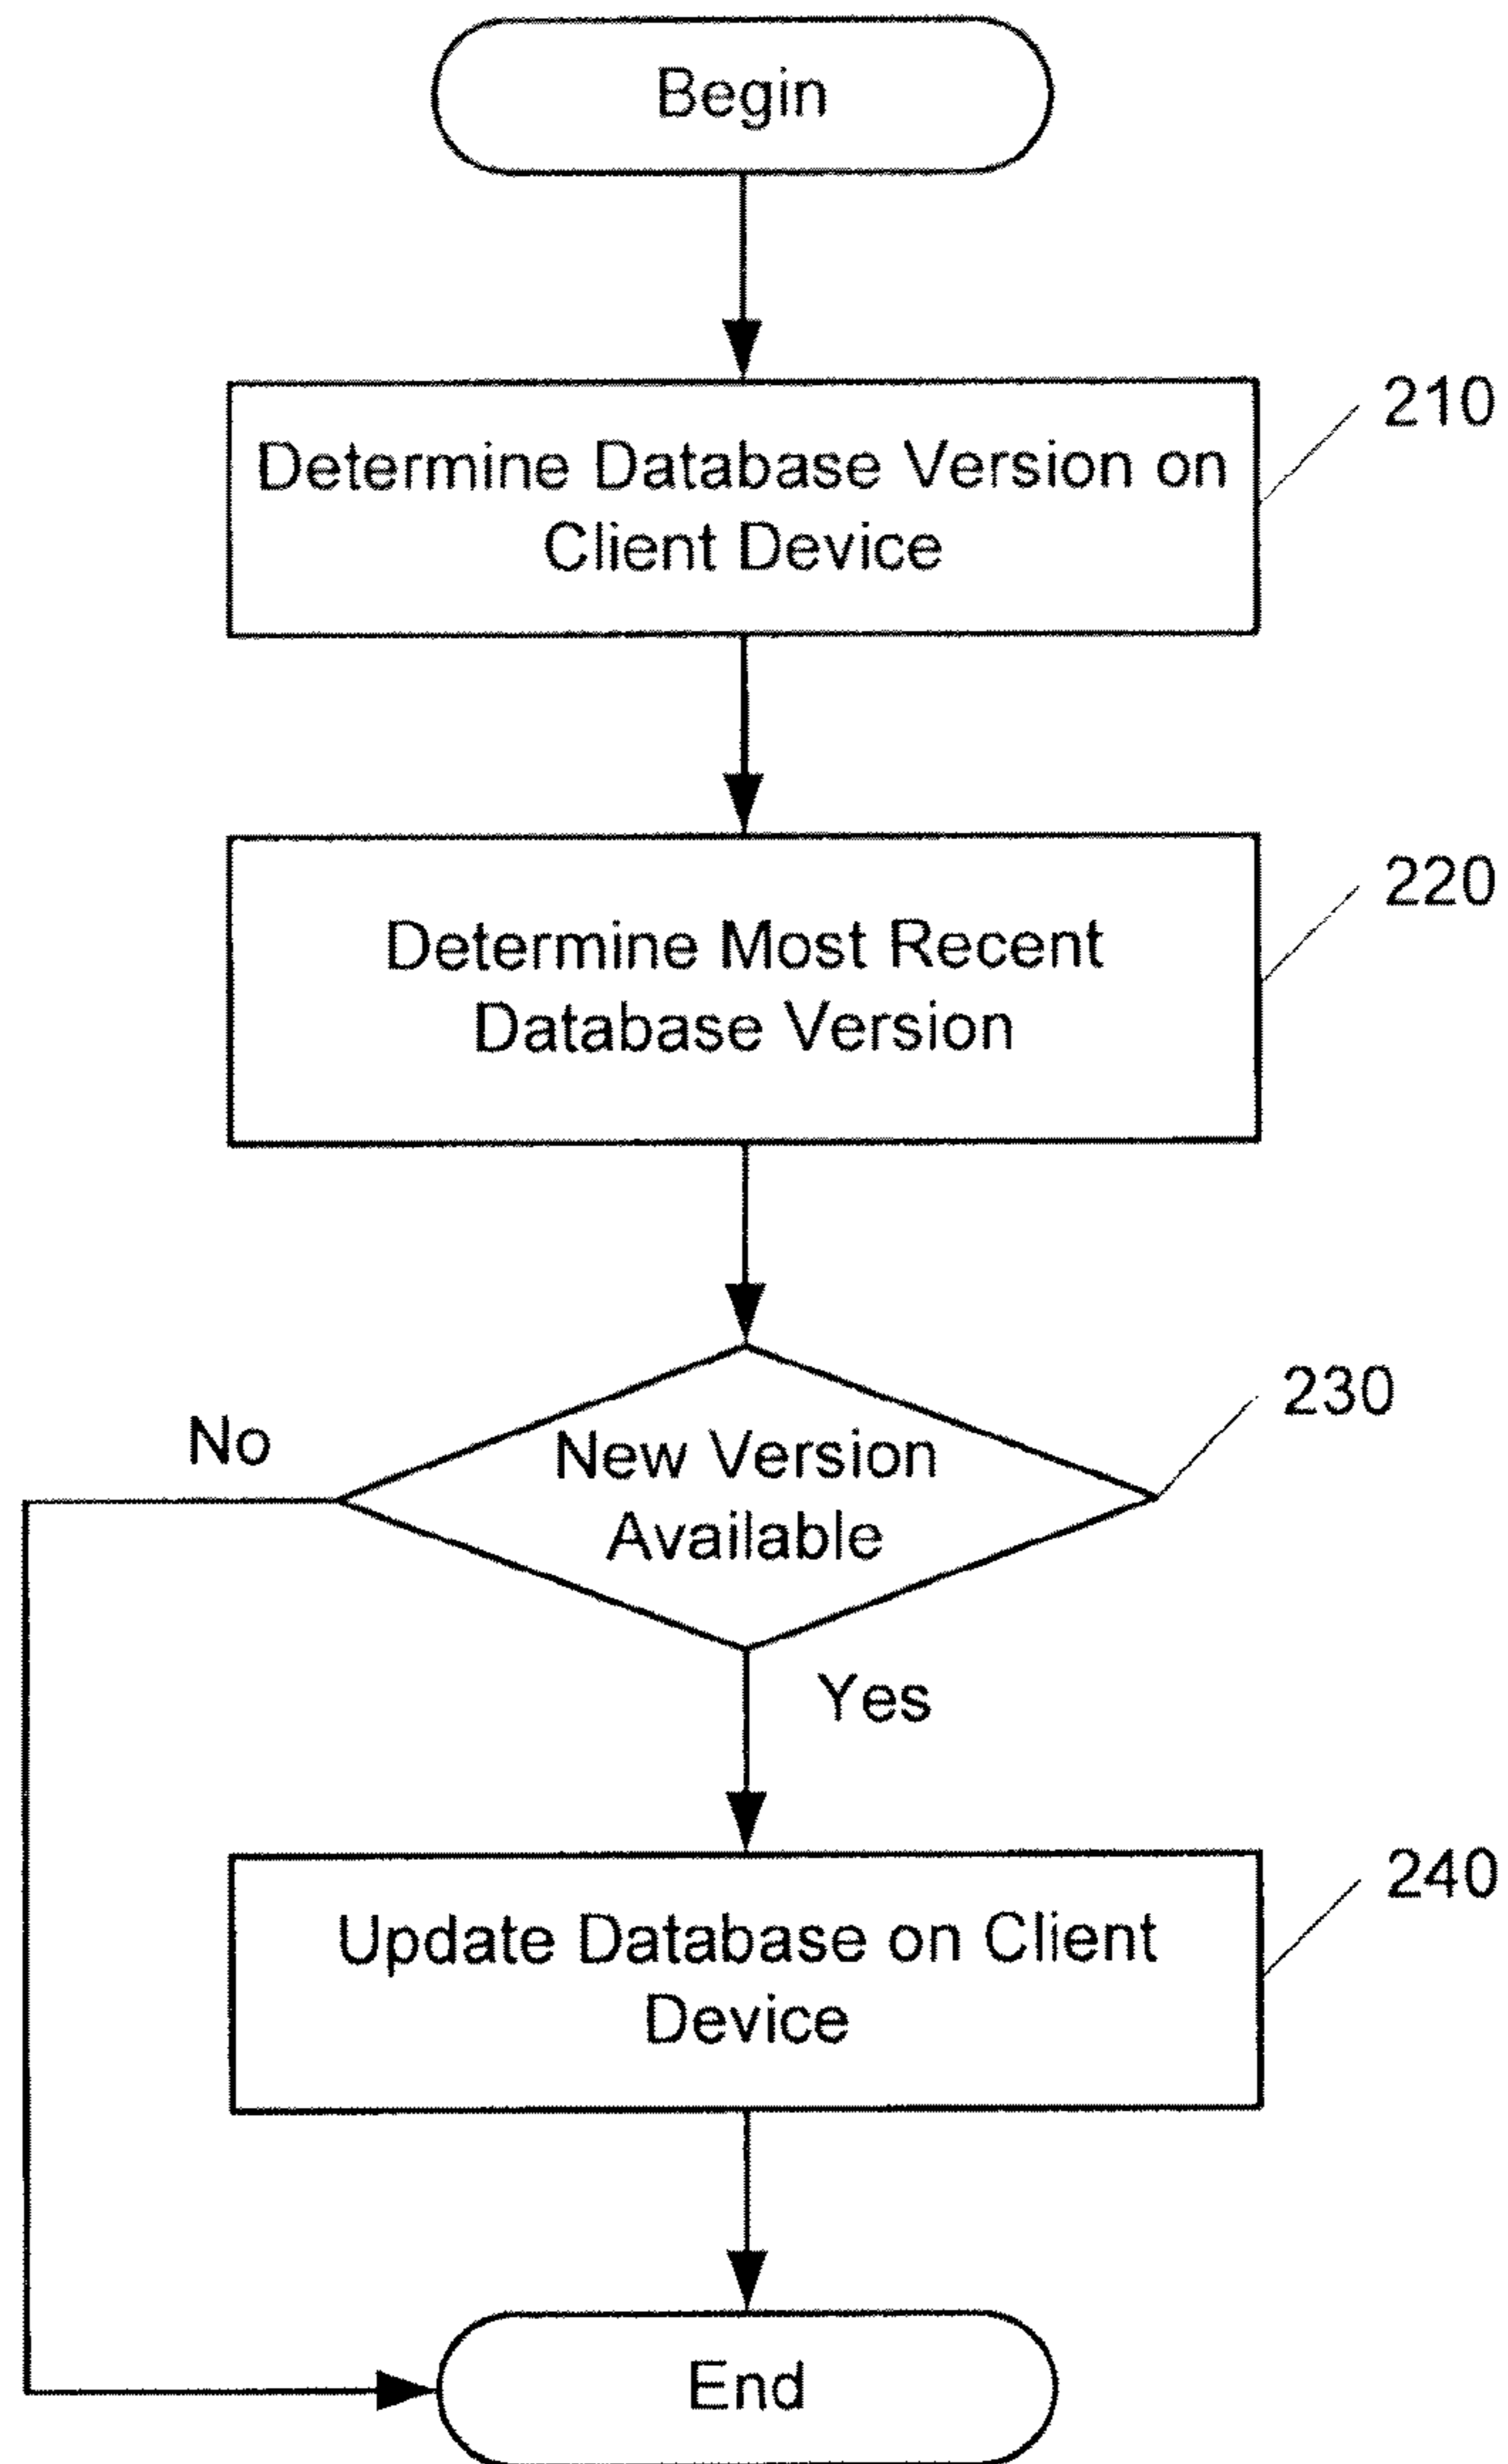 Begin
210
Determine Database Version on
Client Device
220
Determine Most Recent
Database Version
230
No
New Version
Available
Yes
240
Update Database on Client
Device
End